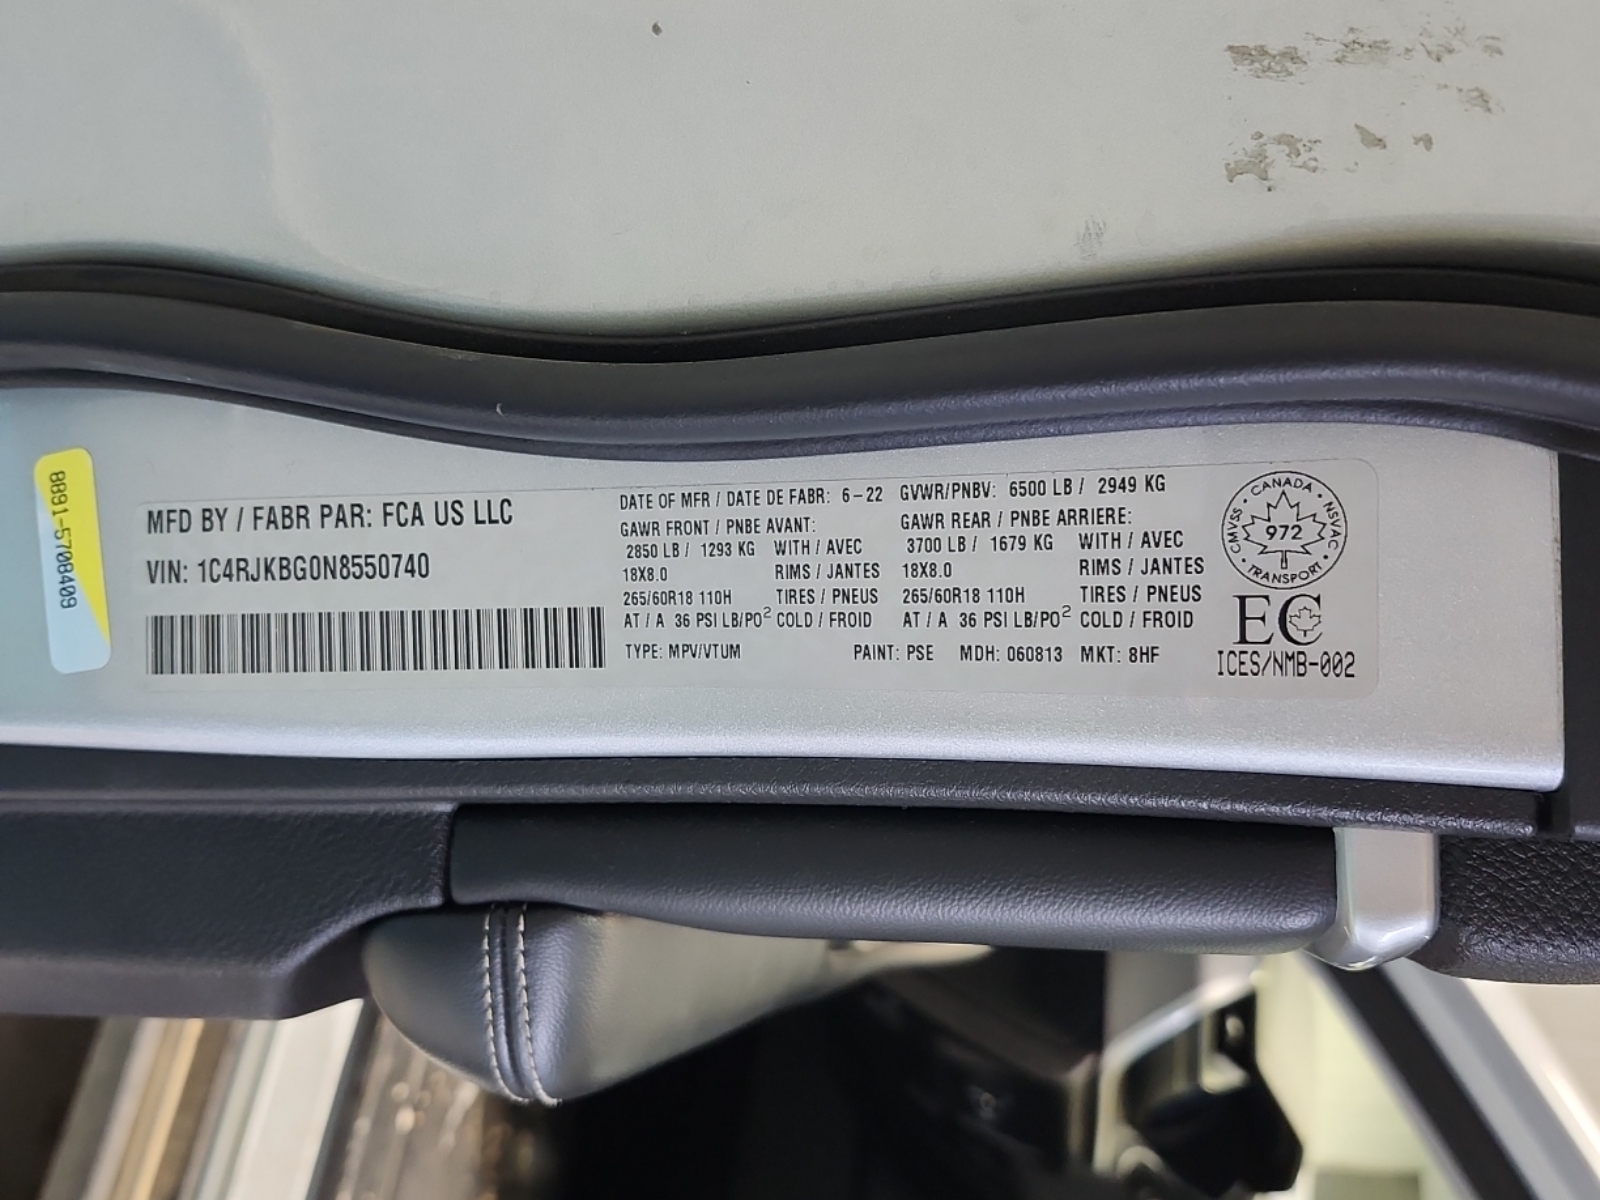 8891-5708409
MFD BY / FABR PAR: FCA US LLC
VIN: 1C4RJKBG0N8550740
DATE OF MFR / DATE DE FABR: 6-22 GVWR/PNBV: 6500 LB / 2949 KG
GAWR FRONT / PNBE AVANT: GAWR REAR / PNBE ARRIERE:
2850 LB / 1293 KG WITH / AVEC 3700 LB / 1679 KG WITH / AVEC
18X8.0 RIMS / JANTES 18X8.0 RIMS / JANTES
265/60R18 110H TIRES / PNEUS 265/60R18 110H TIRES / PNEUS
AT / A 36 PSI LB/PO² COLD / FROID AT / A 36 PSI LB/PO² COLD / FROID
TYPE: MPV/VTUM PAINT: PSE MDH: 060813 MKT: 8HF
CANADA · NSVAC · TRANSPORT · CMVSS ·
972
EC
ICES/NMB-002